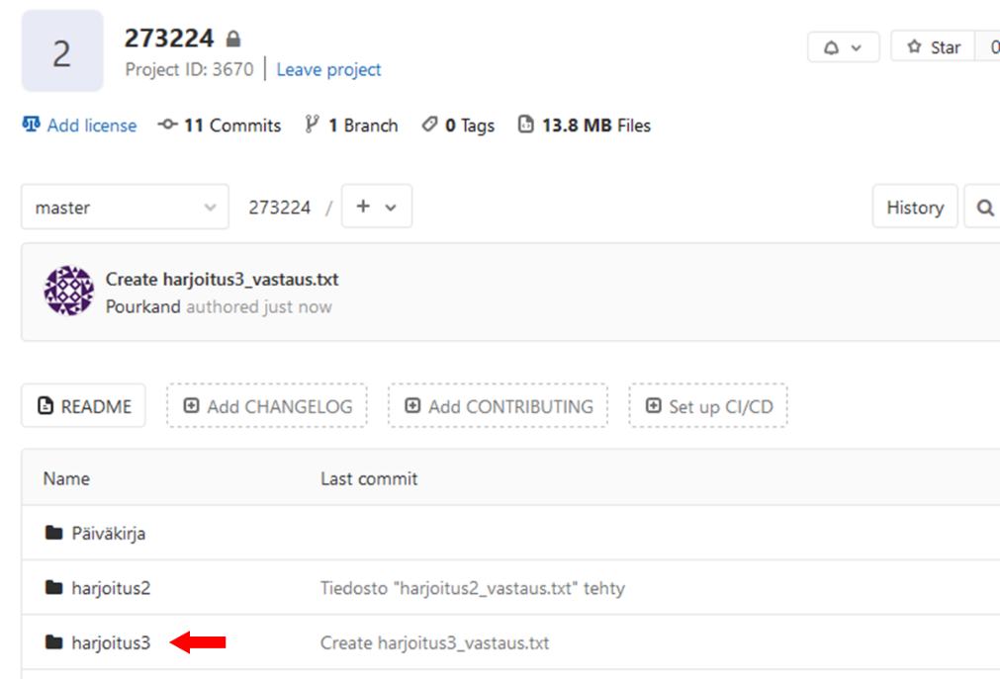 2
273224
Project ID: 3670 | Leave project
Star 0
Add license 11 Commits 1 Branch 0 Tags 13.8 MB Files
master 273224 / + History
Create harjoitus3_vastaus.txt
Pourkand authored just now
README Add CHANGELOG Add CONTRIBUTING Set up CI/CD
Name Last commit
Päiväkirja
harjoitus2 Tiedosto "harjoitus2_vastaus.txt" tehty
harjoitus3 Create harjoitus3_vastaus.txt